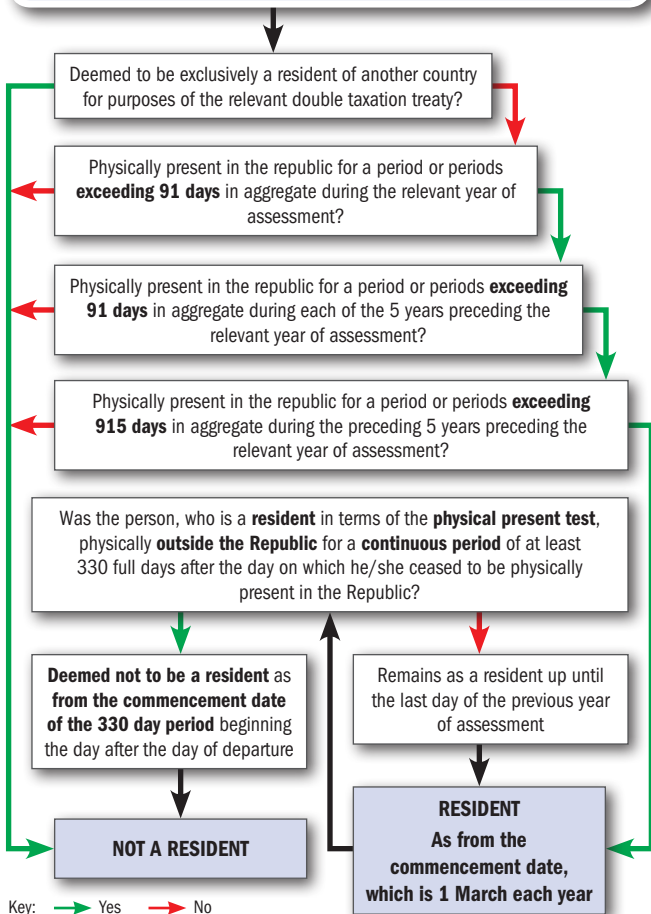 Deemed to be exclusively a resident of another country
for purposes of the relevant double taxation treaty?
Physically present in the republic for a period or periods
exceeding 91 days in aggregate during the relevant year of
assessment?
Physically present in the republic for a period or periods exceeding
91 days in aggregate during each of the 5 years preceding the
relevant year of assessment?
Physically present in the republic for a period or periods exceeding
915 days in aggregate during the preceding 5 years preceding the
relevant year of assessment?
Was the person, who is a resident in terms of the physical present test,
physically outside the Republic for a continuous period of at least
330 full days after the day on which he/she ceased to be physically
present in the Republic?
Deemed not to be a resident as
from the commencement date
of the 330 day period beginning
the day after the day of departure
Remains as a resident up until
the last day of the previous year
of assessment
NOT A RESIDENT
RESIDENT
As from the
commencement date,
which is 1 March each year
Key: Yes No